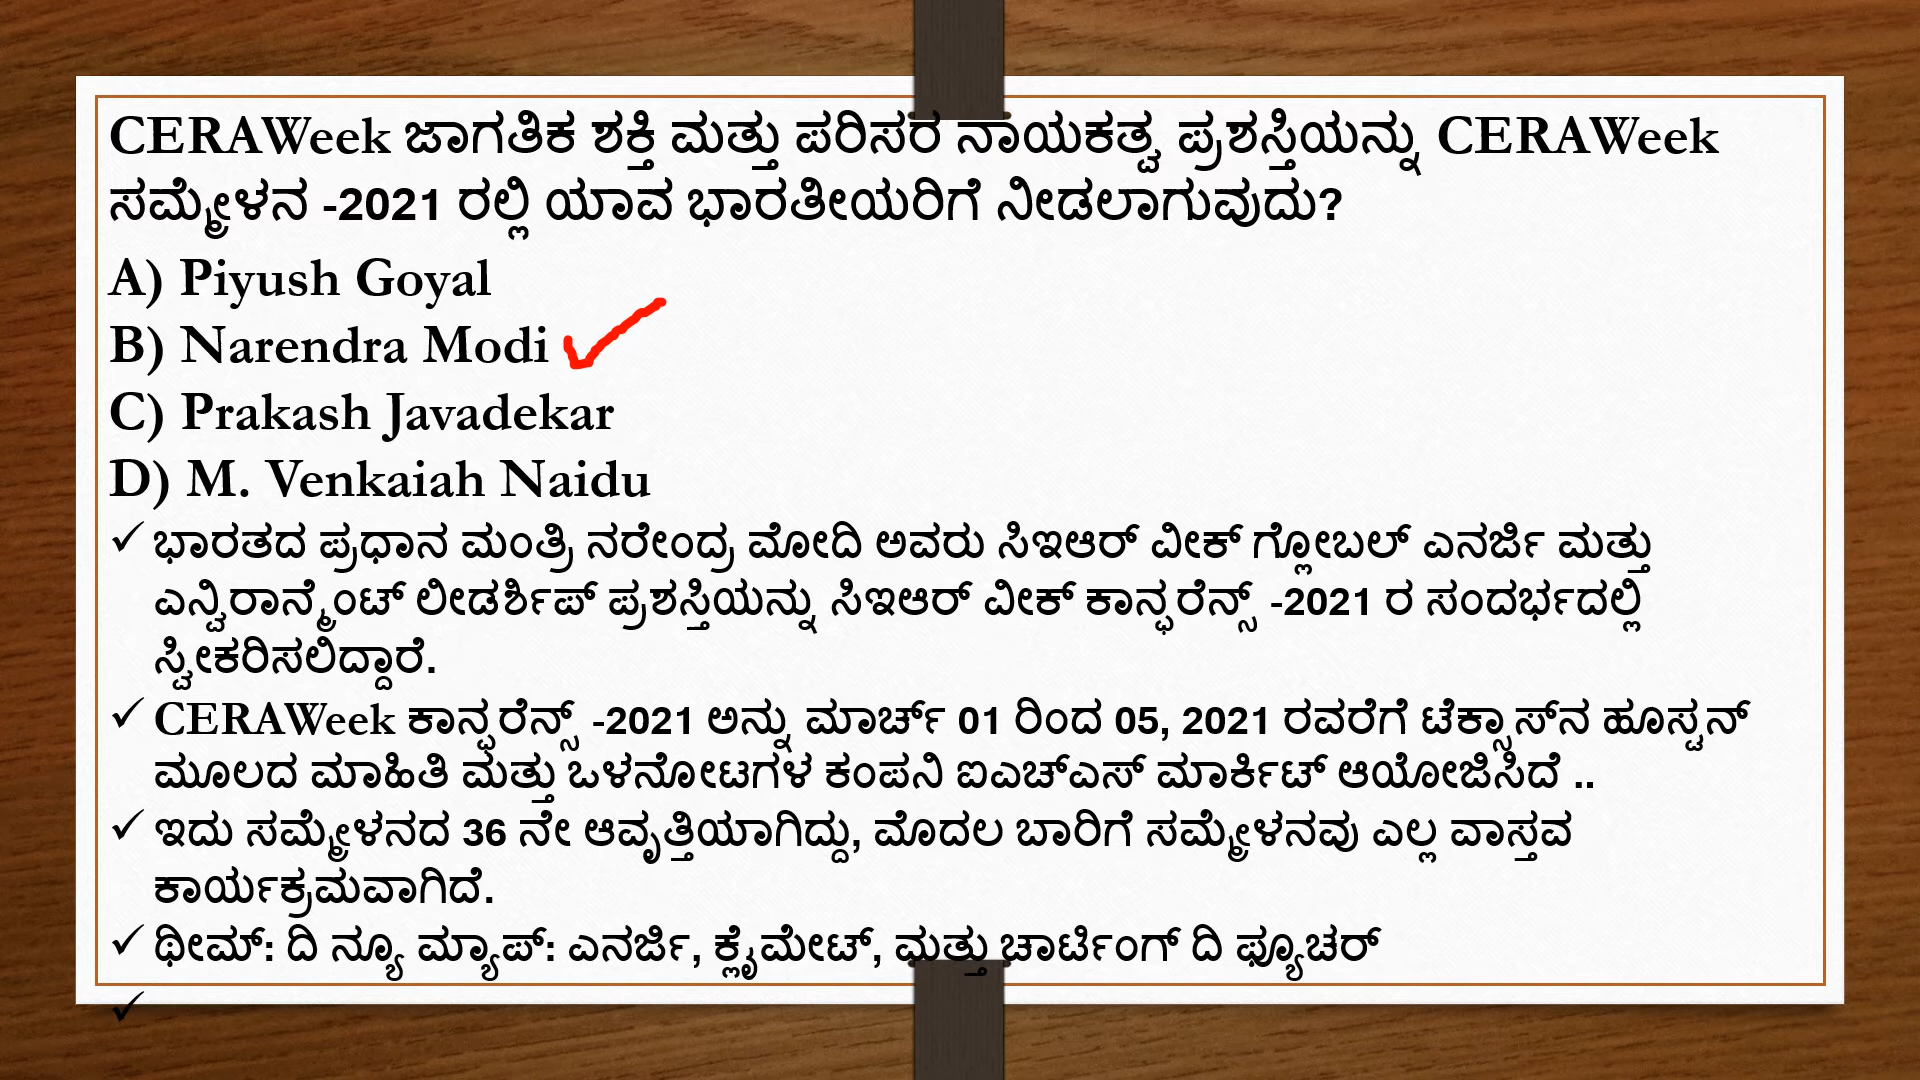 CERAWeek ಜಾಗತಿಕ ಶಕ್ತಿ ಮತ್ತು ಪರಿಸರ ನಾಯಕತ್ವ ಪ್ರಶಸ್ತಿಯನ್ನು CERAWeek
ಸಮ್ಮೇಳನ -2021 ರಲ್ಲಿ ಯಾವ ಭಾರತೀಯರಿಗೆ ನೀಡಲಾಗುವುದು?
A) Piyush Goyal
B) Narendra Modi
C) Prakash Javadekar
D) M. Venkaiah Naidu
✓ ಭಾರತದ ಪ್ರಧಾನ ಮಂತ್ರಿ ನರೇಂದ್ರ ಮೋದಿ ಅವರು ಸಿಇಆರ್ ವೀಕ್ ಗ್ಲೋಬಲ್ ಎನರ್ಜಿ ಮತ್ತು
ಎನ್ವಿರಾನ್ಮೆಂಟ್ ಲೀಡರ್ಶಿಪ್ ಪ್ರಶಸ್ತಿಯನ್ನು ಸಿಇಆರ್ ವೀಕ್ ಕಾನ್ಫರೆನ್ಸ್ -2021 ರ ಸಂದರ್ಭದಲ್ಲಿ
ಸ್ವೀಕರಿಸಲಿದ್ದಾರೆ.
✓ CERAWeek ಕಾನ್ಫರೆನ್ಸ್ -2021 ಅನ್ನು ಮಾರ್ಚ್ 01 ರಿಂದ 05, 2021 ರವರೆಗೆ ಟೆಕ್ಸಾಸ್‌ನ ಹೂಸ್ಟನ್
ಮೂಲದ ಮಾಹಿತಿ ಮತ್ತು ಒಳನೋಟಗಳ ಕಂಪನಿ ಐಎಚ್‌ಎಸ್ ಮಾರ್ಕಿಟ್ ಆಯೋಜಿಸಿದೆ ..
✓ ಇದು ಸಮ್ಮೇಳನದ 36 ನೇ ಆವೃತ್ತಿಯಾಗಿದ್ದು, ಮೊದಲ ಬಾರಿಗೆ ಸಮ್ಮೇಳನವು ಎಲ್ಲ ವಾಸ್ತವ
ಕಾರ್ಯಕ್ರಮವಾಗಿದೆ.
✓ ಥೀಮ್: ದಿ ನ್ಯೂ ಮ್ಯಾಪ್: ಎನರ್ಜಿ, ಕ್ಲೈಮೇಟ್, ಮತ್ತು ಚಾರ್ಟಿಂಗ್ ದಿ ಫ್ಯೂಚರ್
✓